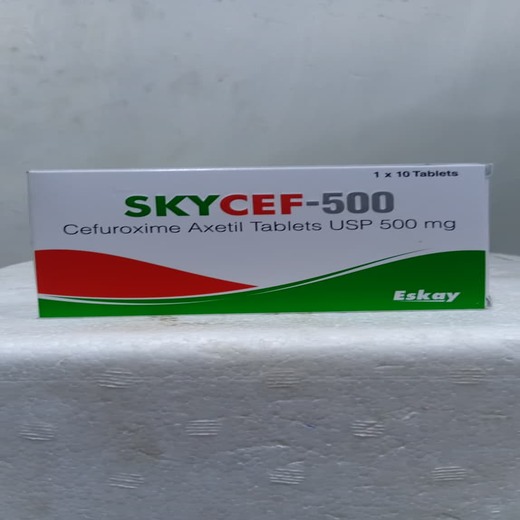 1 x 10 Tablets
SKYCEF-500
Cefuroxime Axetil Tablets USP 500 mg
Eskay